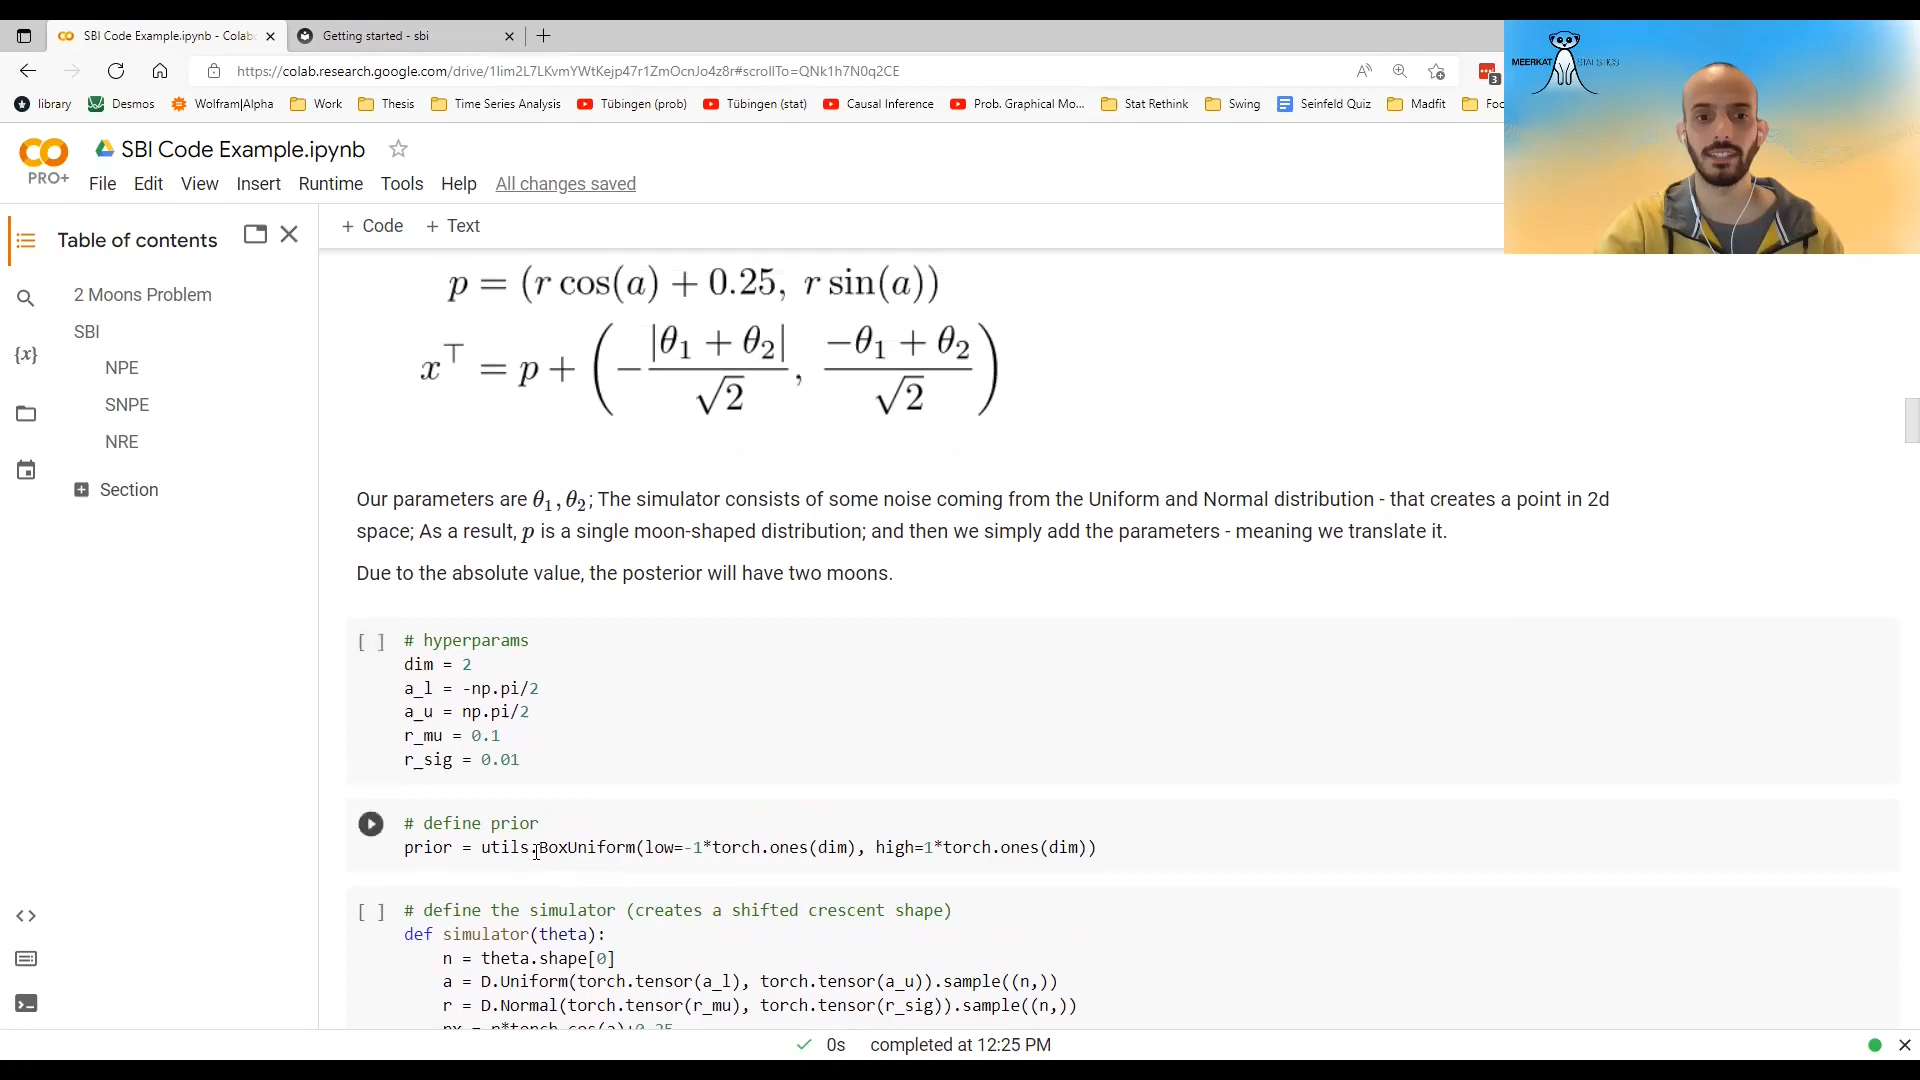 SBI Code Example.ipynb - Colab
Getting started - sbi
https://colab.research.google.com/drive/1Iim2L7LKvmYWtKejp47r1ZmOcnJo4z8r#scrollTo=QNk1h7N0q2CE
3
library
Desmos
Wolfram|Alpha
Work
Thesis
Time Series Analysis
Tübingen (prob)
Tübingen (stat)
Causal Inference
Prob. Graphical Mo...
Stat Rethink
Swing
Seinfeld Quiz
Madfit
Foo
MEERKAT STATISTICS
PRO+
SBI Code Example.ipynb
File Edit View Insert Runtime Tools Help All changes saved
Table of contents
2 Moons Problem
SBI
NPE
SNPE
NRE
Section
+ Code + Text
p = (r cos(a) + 0.25, r sin(a))
x^⊤ = p + (−|θ₁ + θ₂|/√2, (−θ₁ + θ₂)/√2)
Our parameters are θ₁, θ₂; The simulator consists of some noise coming from the Uniform and Normal distribution - that creates a point in 2d
space; As a result, p is a single moon-shaped distribution; and then we simply add the parameters - meaning we translate it.
Due to the absolute value, the posterior will have two moons.
[ ] # hyperparams
dim = 2
a_l = -np.pi/2
a_u = np.pi/2
r_mu = 0.1
r_sig = 0.01
# define prior
prior = utils.BoxUniform(low=-1*torch.ones(dim), high=1*torch.ones(dim))
[ ] # define the simulator (creates a shifted crescent shape)
def simulator(theta):
n = theta.shape[0]
a = D.Uniform(torch.tensor(a_l), torch.tensor(a_u)).sample((n,))
r = D.Normal(torch.tensor(r_mu), torch.tensor(r_sig)).sample((n,))
px = r*torch.cos(a)+0.25
0s completed at 12:25 PM